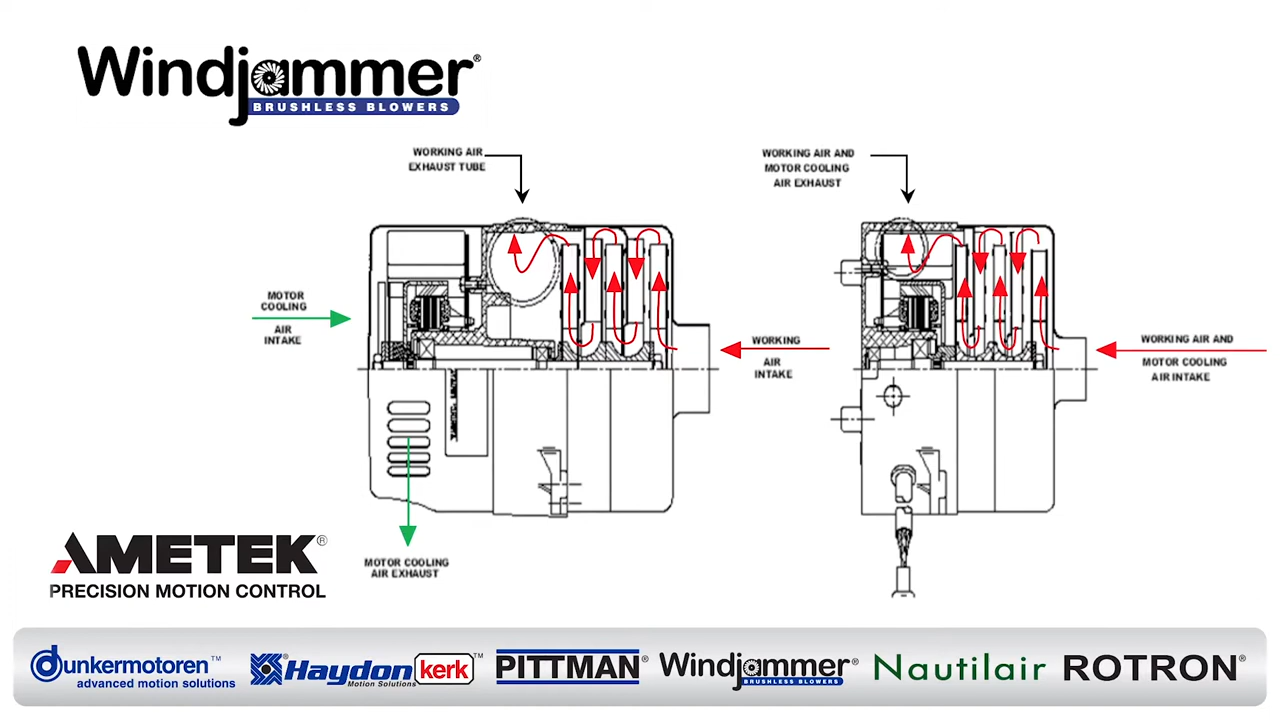 Windjammer®
BRUSHLESS BLOWERS
WORKING AIR
EXHAUST TUBE
WORKING AIR AND
MOTOR COOLING
AIR EXHAUST
MOTOR
COOLING
AIR
INTAKE
WORKING
AIR
INTAKE
WORKING AIR AND
MOTOR COOLING
AIR INTAKE
MOTOR COOLING
AIR EXHAUST
AMETEK®
PRECISION MOTION CONTROL
dunkermotoren™
advanced motion solutions
Haydon kerk™
Motion Solutions
PITTMAN®
Windjammer®
BRUSHLESS BLOWERS
Nautilair
ROTRON®